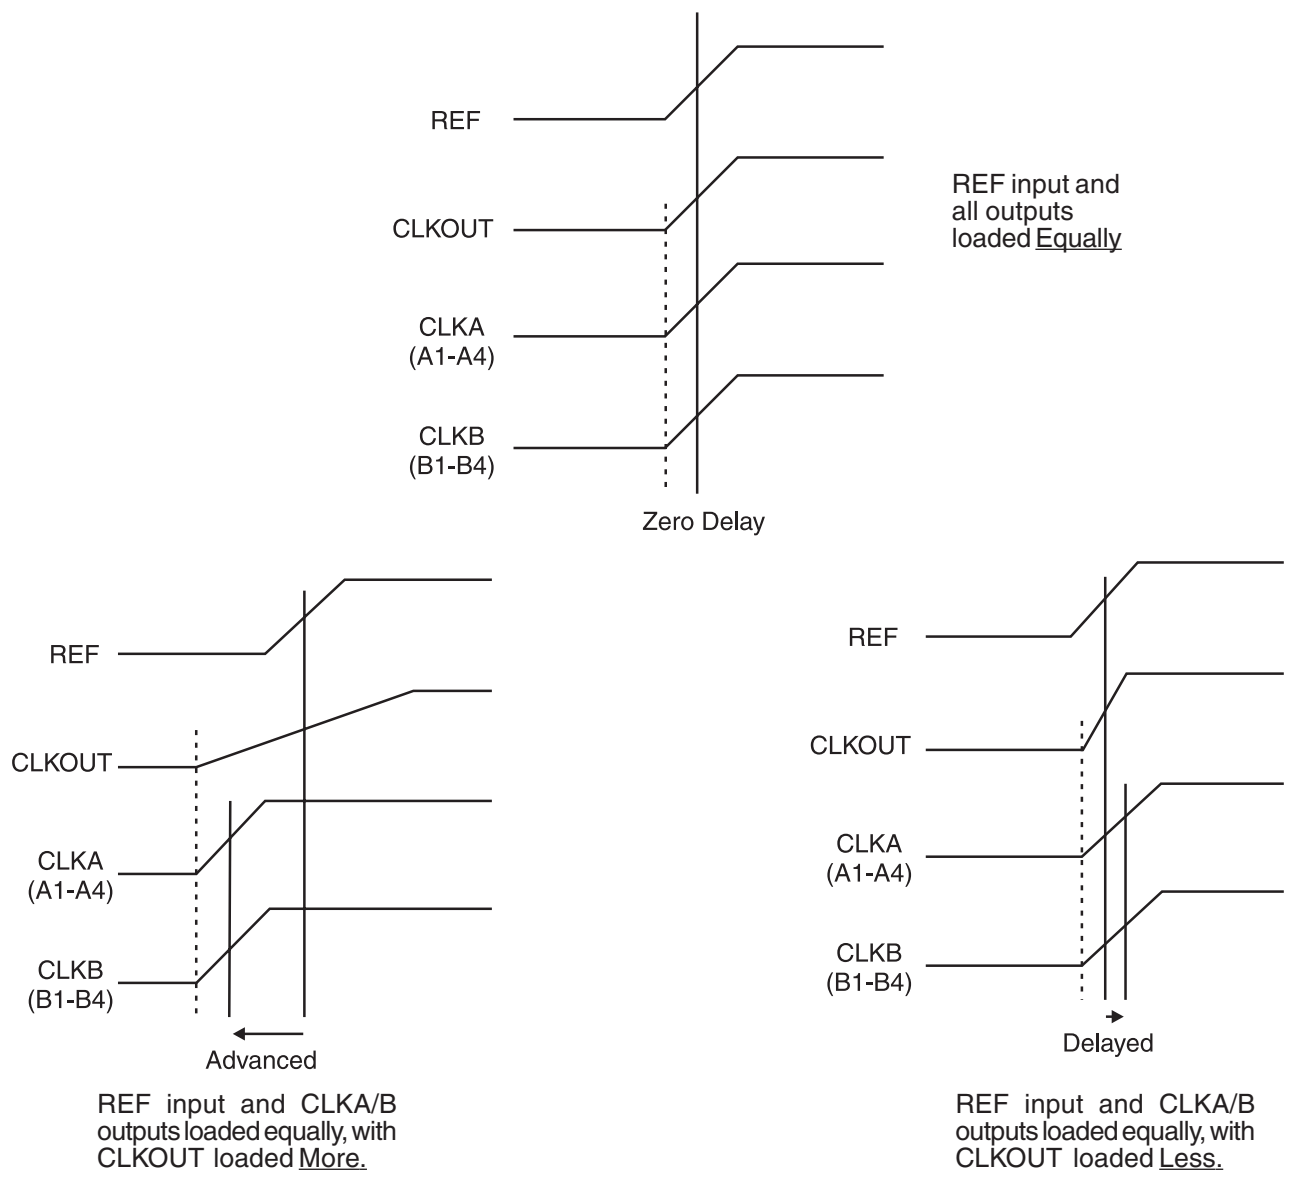 REF
CLKOUT
CLKA
(A1-A4)
CLKB
(B1-B4)
Zero Delay
REF input and
all outputs
loaded Equally
REF
CLKOUT
CLKA
(A1-A4)
CLKB
(B1-B4)
Advanced
REF input and CLKA/B
outputs loaded equally, with
CLKOUT loaded More.
REF
CLKOUT
CLKA
(A1-A4)
CLKB
(B1-B4)
Delayed
REF input and CLKA/B
outputs loaded equally, with
CLKOUT loaded Less.